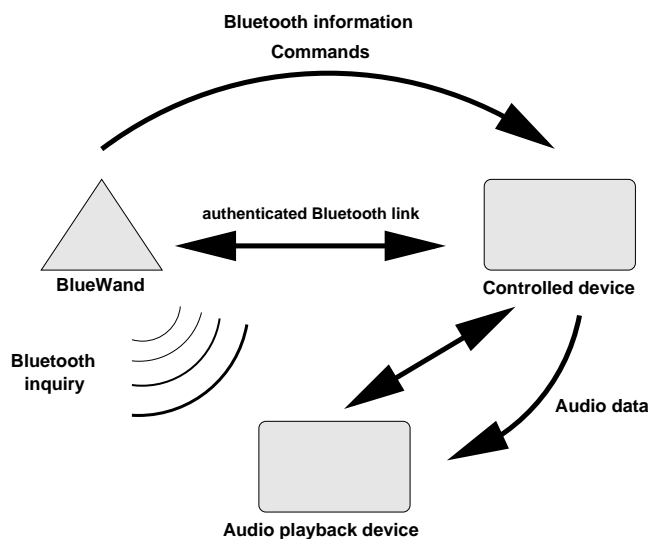 Bluetooth information
Commands
authenticated Bluetooth link
BlueWand
Controlled device
Bluetooth
inquiry
Audio data
Audio playback device